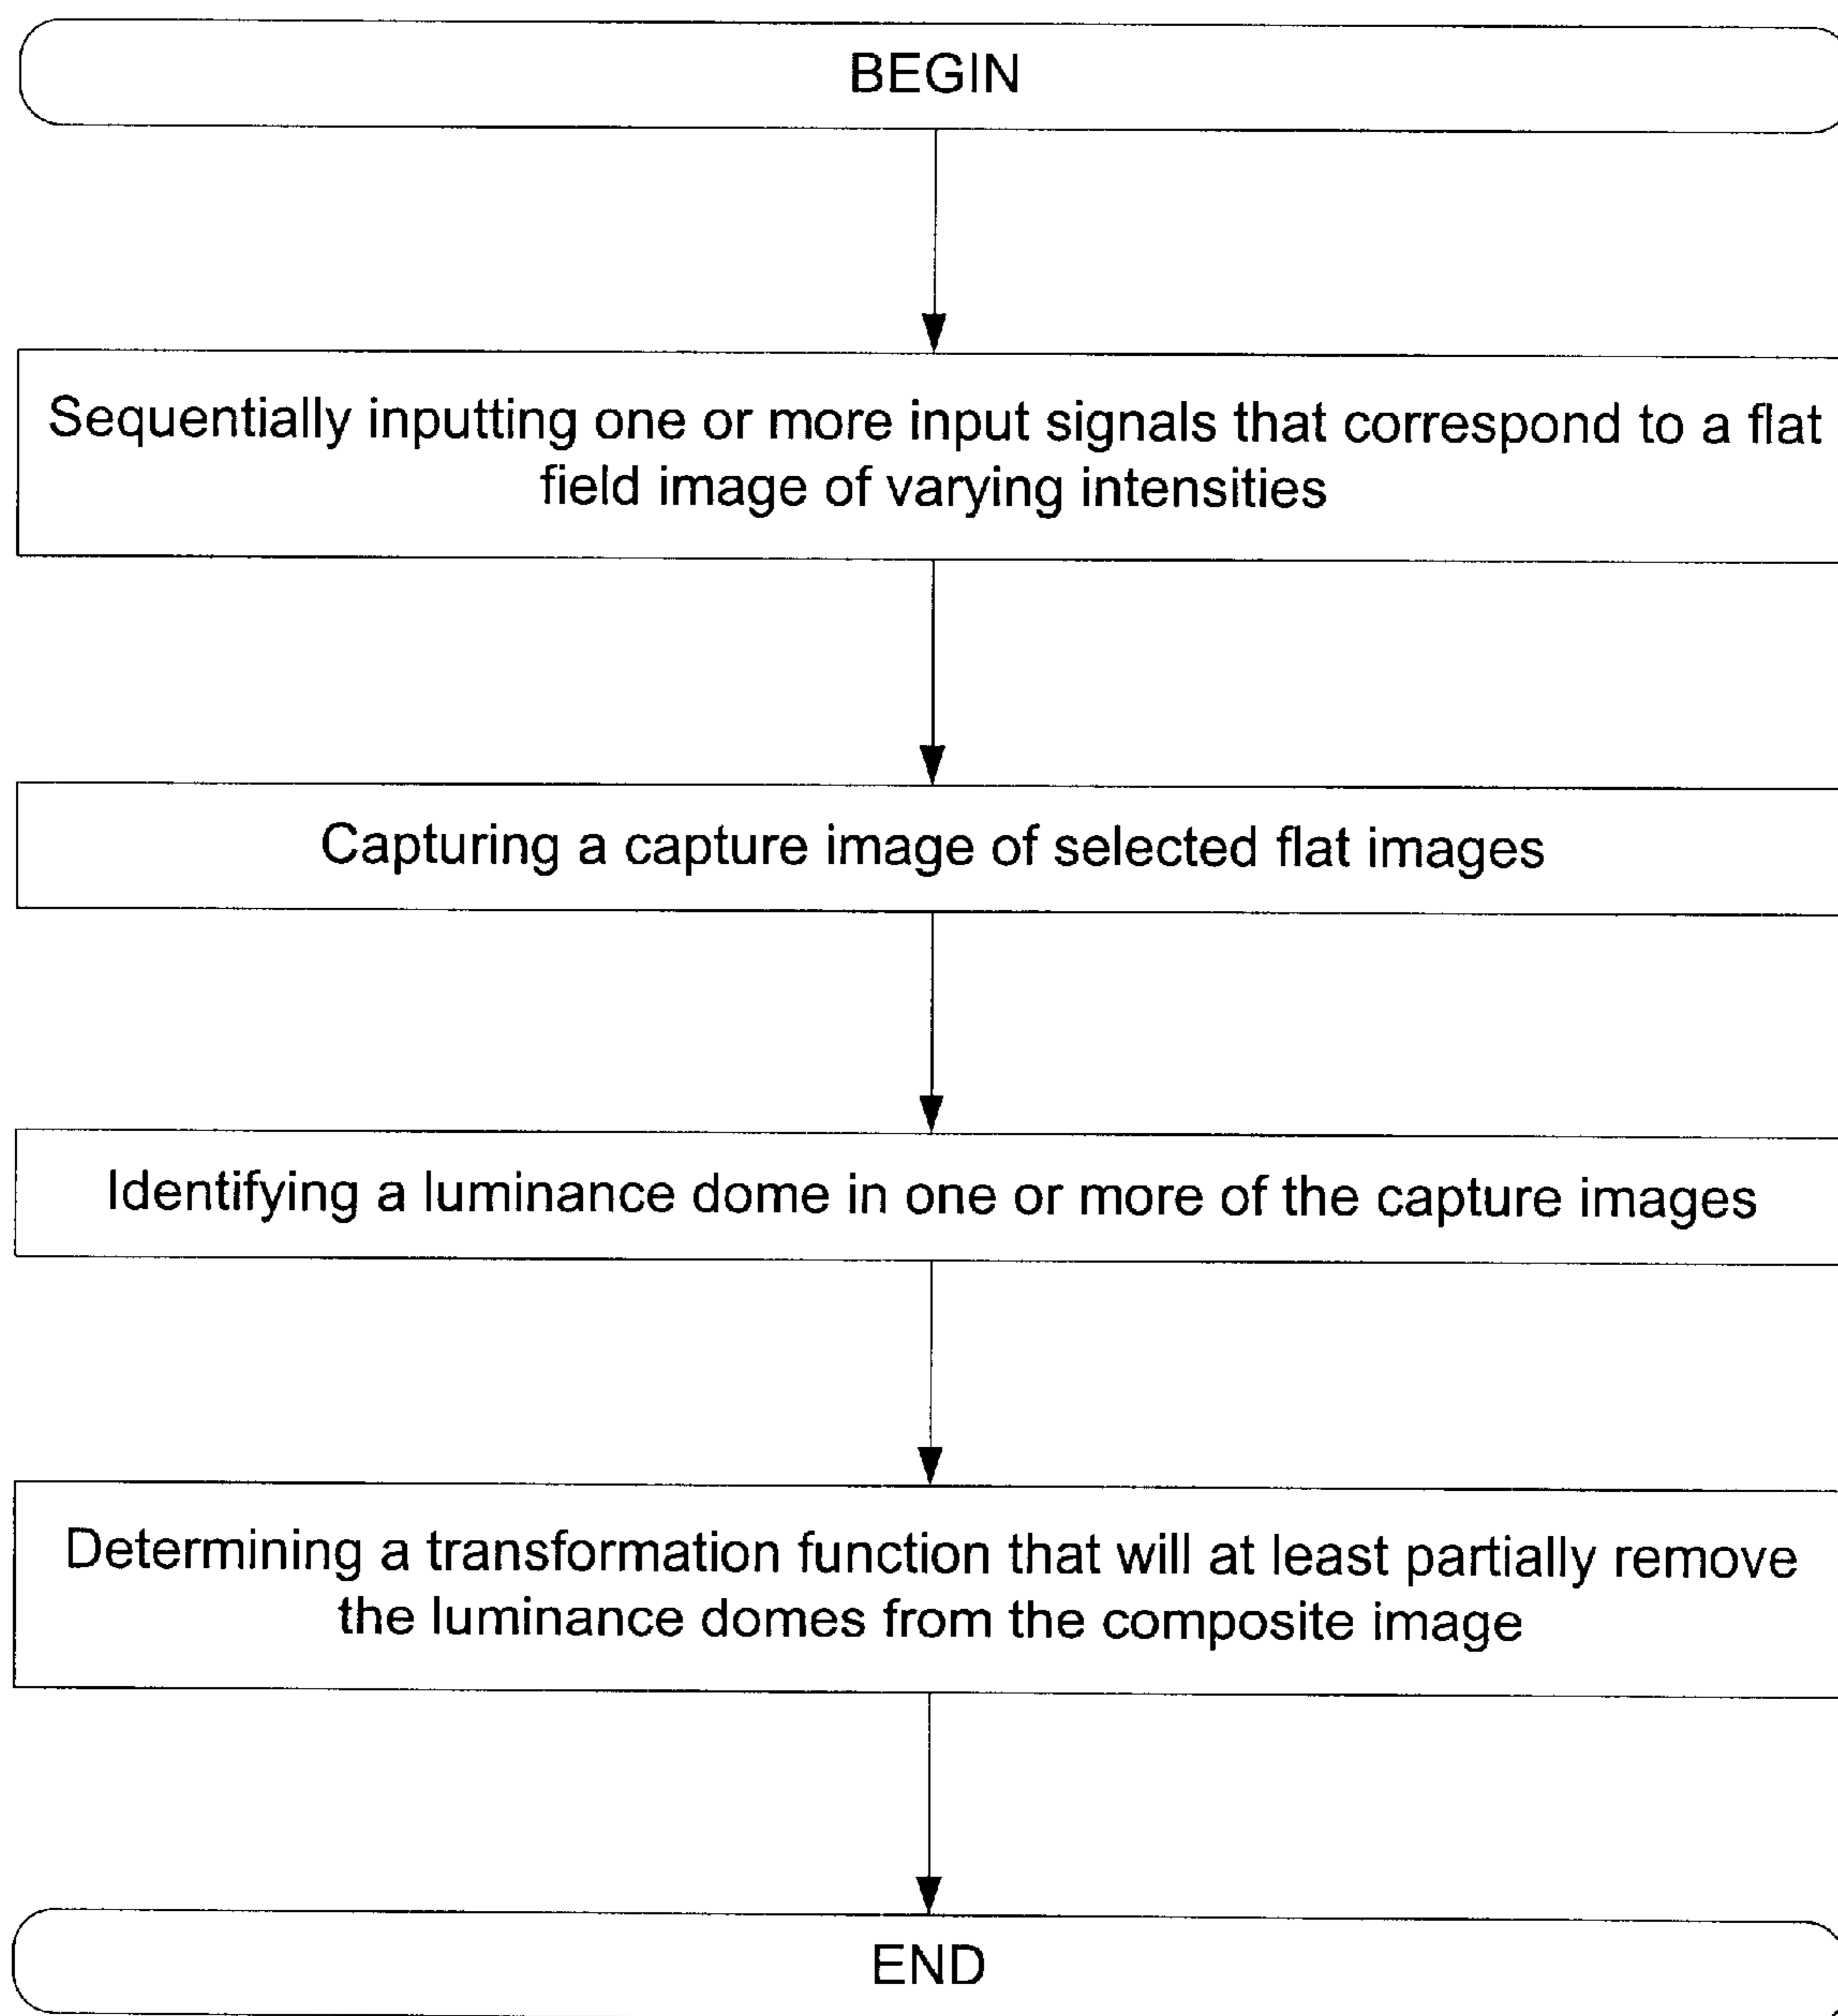 BEGIN
Sequentially inputting one or more input signals that correspond to a flat
field image of varying intensities
Capturing a capture image of selected flat images
Identifying a luminance dome in one or more of the capture images
Determining a transformation function that will at least partially remove
the luminance domes from the composite image
END